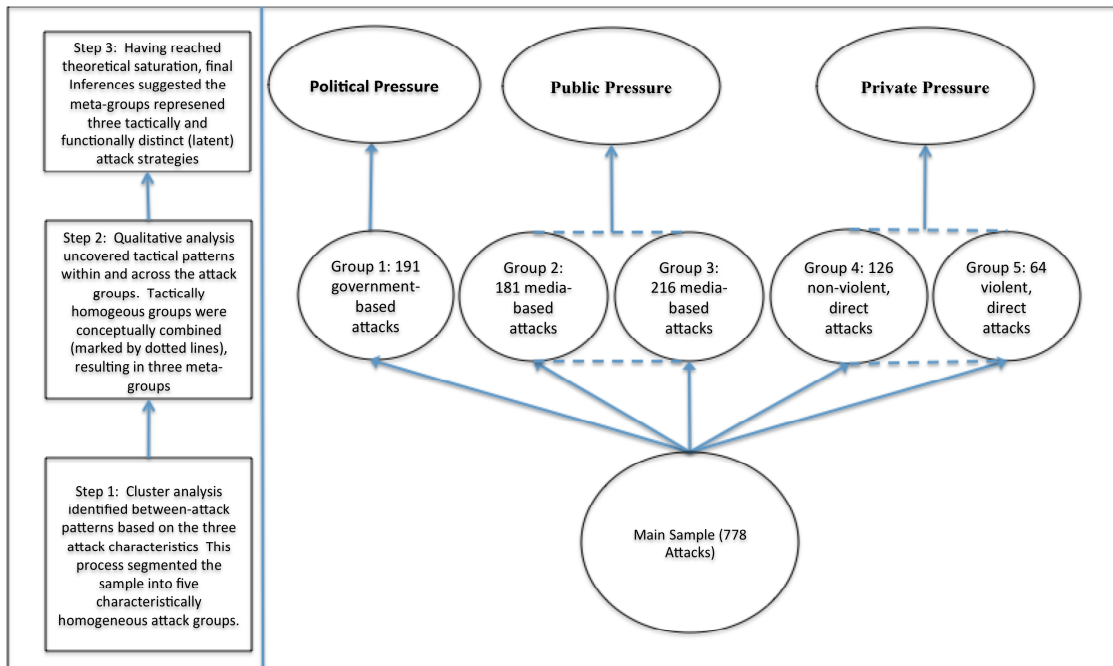 Step 3:  Having reached
theoretical saturation, final
Inferences suggested the
meta-groups represened
three tactically and
functionally distinct (latent)
attack strategies
Step 2:  Qualitative analysis
uncovered tactical patterns
within and across the attack
groups.  Tactically
homogeous groups were
conceptually combined
(marked by dotted lines),
resulting in three meta-
groups
Step 1:  Cluster analysis
identified between-attack
patterns based on the three
attack characteristics  This
process segmented the
sample into five
characteristically
homogeneous attack groups.
Political Pressure
Public Pressure
Private Pressure
Group 1: 191
government-
based
attacks
Group 2:
181 media-
based
attacks
Group 3:
216 media-
based
attacks
Group 4: 126
non-violent,
direct
attacks
Group 5: 64
violent,
direct
attacks
Main Sample (778
Attacks)